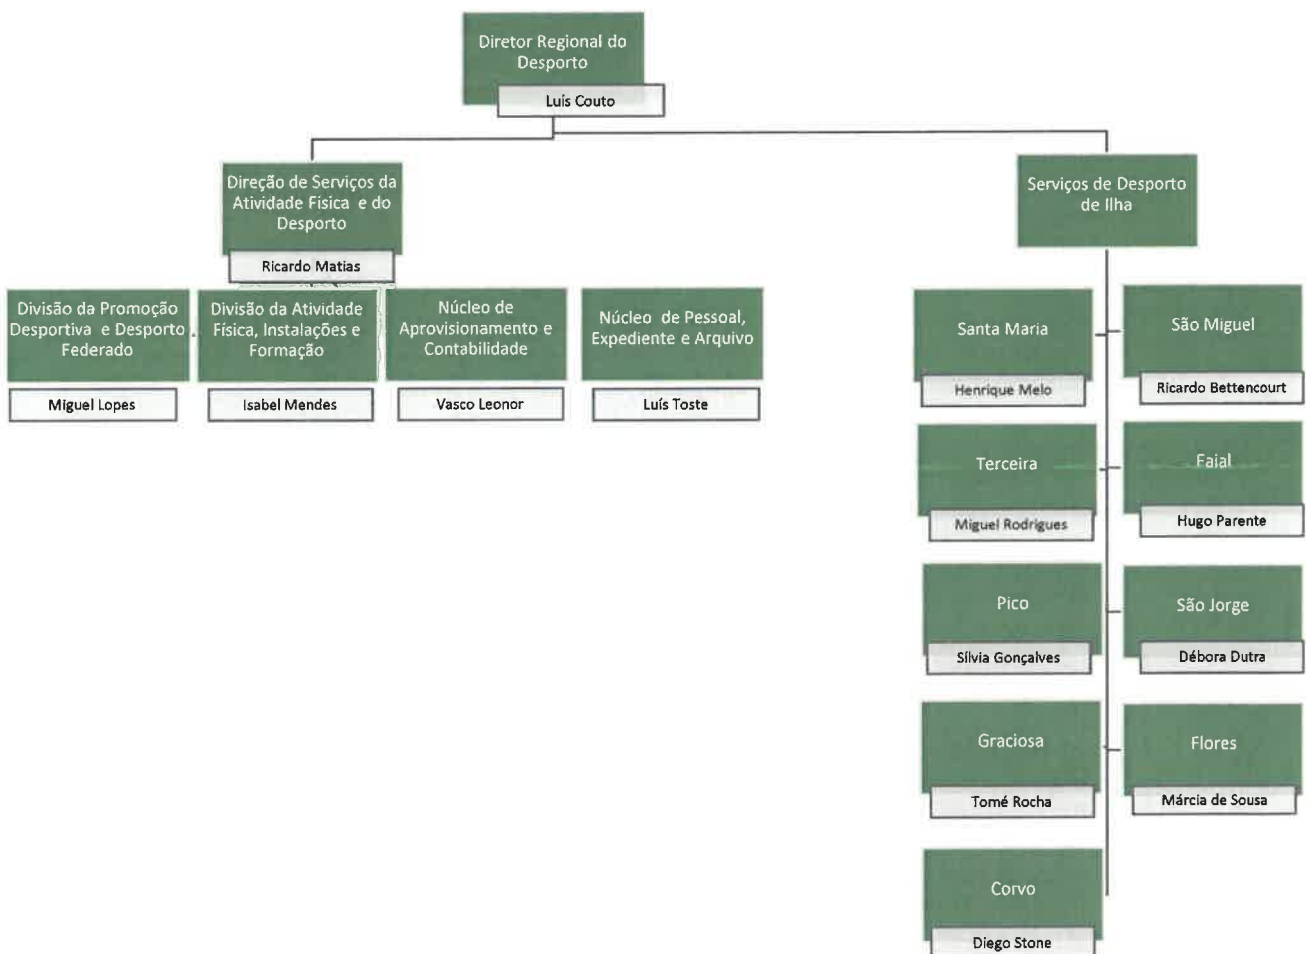 Diretor Regional do
Desporto
Luís Couto
Direção de Serviços da
Atividade Física e do
Desporto
Ricardo Matias
Serviços de Desporto
de Ilha
Divisão da Promoção
Desportiva e Desporto
Federado
Miguel Lopes
Divisão da Atividade
Física, Instalações e
Formação
Isabel Mendes
Núcleo de
Aprovisionamento e
Contabilidade
Vasco Leonor
Núcleo de Pessoal,
Expediente e Arquivo
Luís Toste
Santa Maria
Henrique Melo
São Miguel
Ricardo Bettencourt
Terceira
Miguel Rodrigues
Faial
Hugo Parente
Pico
Sílvia Gonçalves
São Jorge
Débora Dutra
Graciosa
Tomé Rocha
Flores
Márcia de Sousa
Corvo
Diego Stone